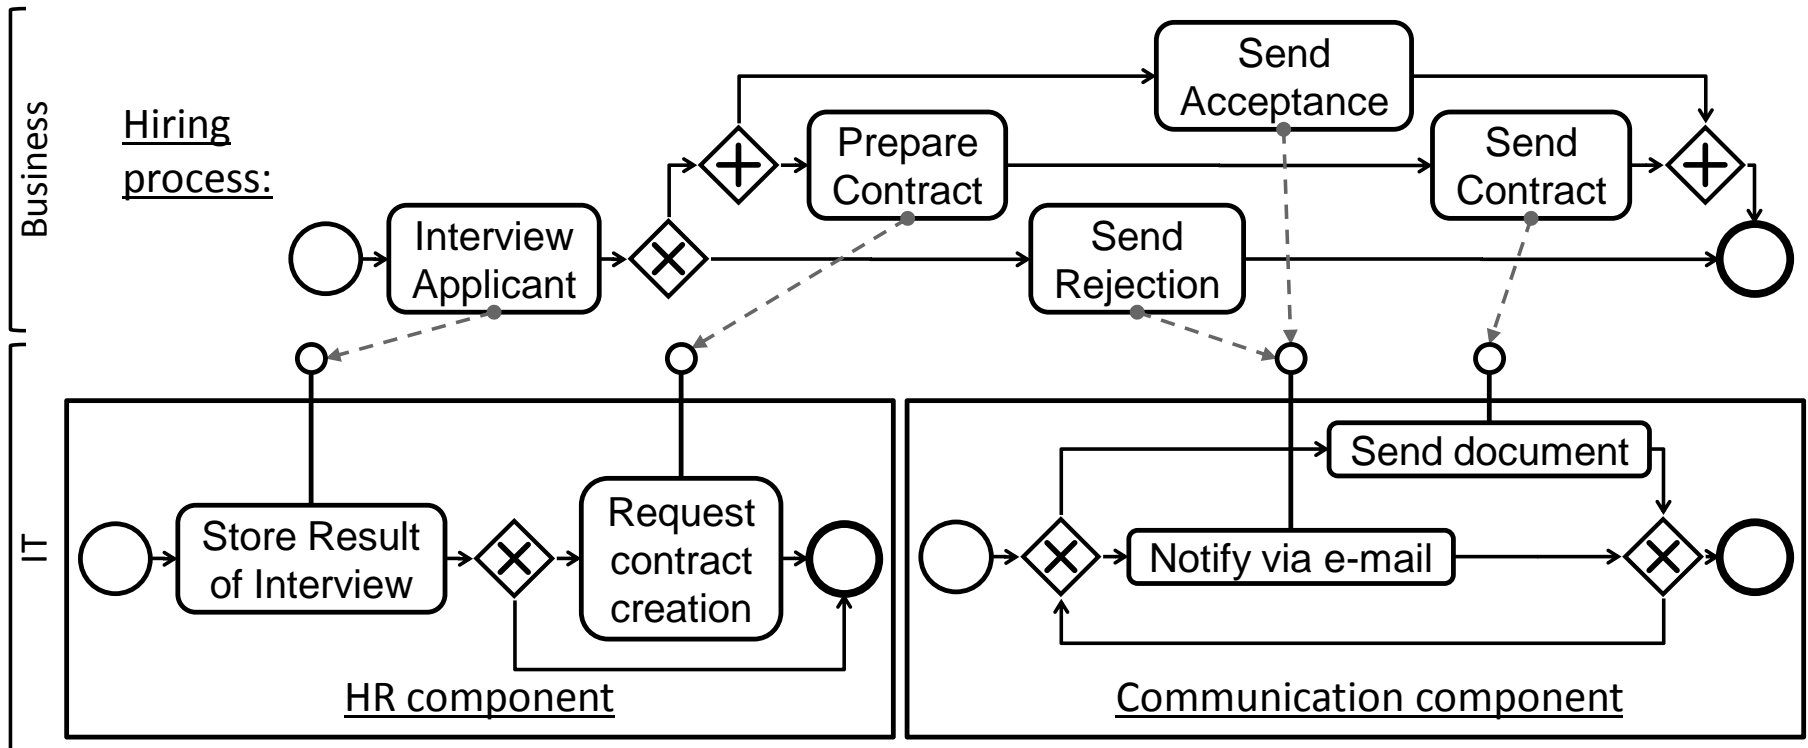 Business
Hiring
process:
Send
Acceptance
Prepare
Contract
Send
Contract
Interview
Applicant
Send
Rejection
IT
Store Result
of Interview
Request
contract
creation
HR component
Send document
Notify via e-mail
Communication component